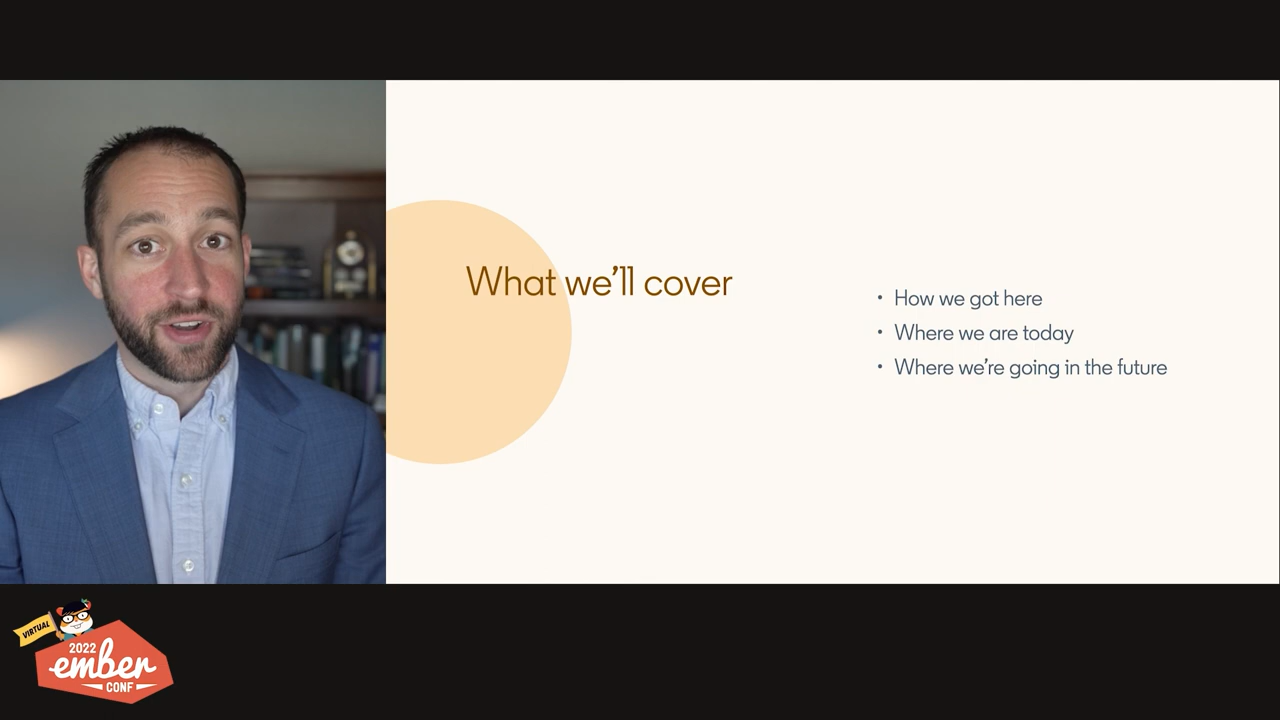 What we'll cover
• How we got here
• Where we are today
• Where we're going in the future
VIRTUAL
2022
ember
CONF